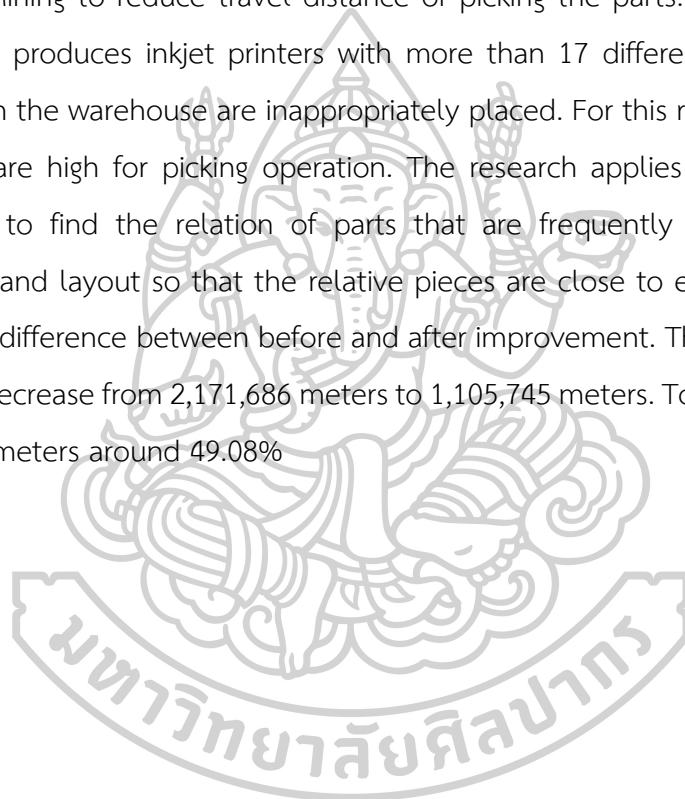 mining to reduce travel distance of picking the parts.
produces inkjet printers with more than 17 differe
the warehouse are inappropriately placed. For this r
are high for picking operation. The research applies
to find the relation of parts that are frequently
and layout so that the relative pieces are close to e
difference between before and after improvement. Th
ecrease from 2,171,686 meters to 1,105,745 meters. To
meters around 49.08%
มหาวิทยาลัยศิลปากร